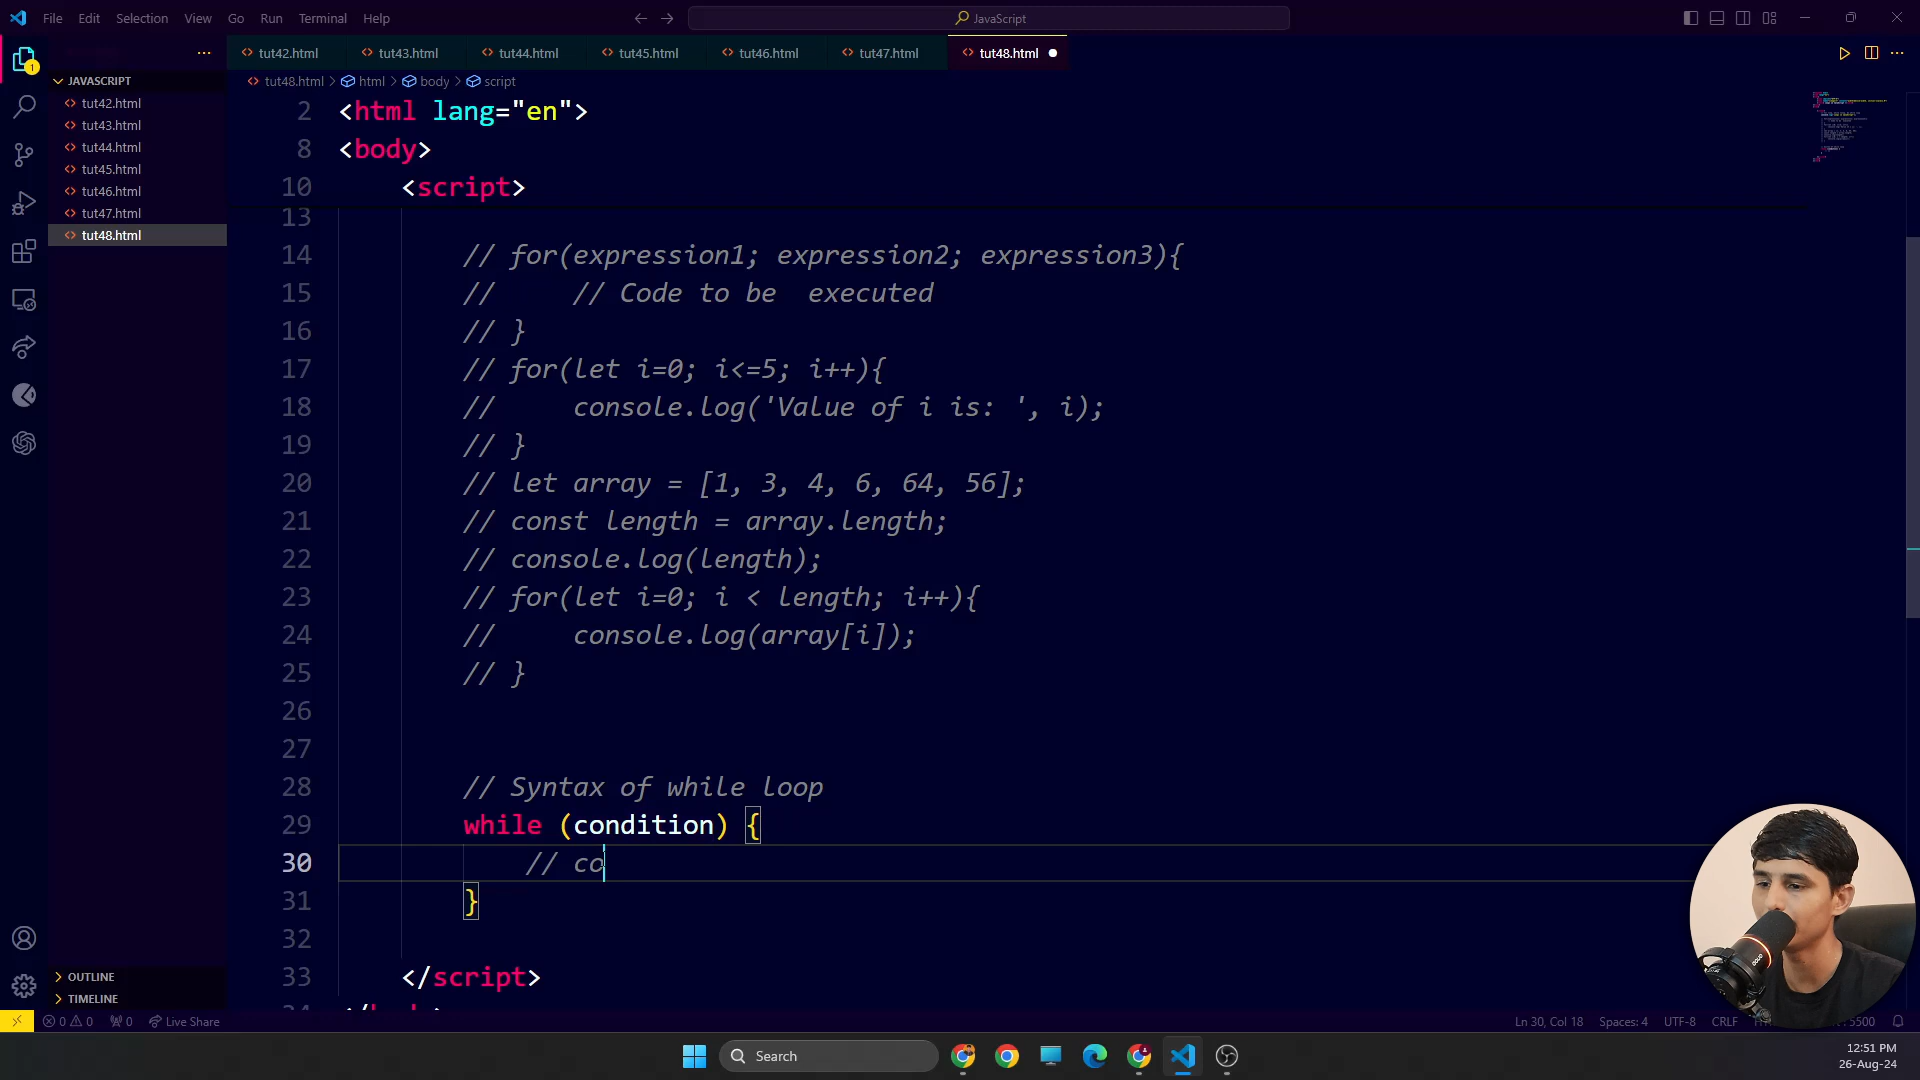 File Edit Selection View Go Run Terminal Help
JavaScript
tut42.html tut43.html tut44.html tut45.html tut46.html tut47.html tut48.html
JAVASCRIPT
tut48.html > html > body > script
tut42.html
tut43.html
tut44.html
tut45.html
tut46.html
tut47.html
tut48.html
2 <html lang="en">
8 <body>
10 <script>
13
14 // for(expression1; expression2; expression3){
15 // // Code to be executed
16 // }
17 // for(let i=0; i<=5; i++){
18 // console.log('Value of i is: ', i);
19 // }
20 // let array = [1, 3, 4, 6, 64, 56];
21 // const length = array.length;
22 // console.log(length);
23 // for(let i=0; i < length; i++){
24 // console.log(array[i]);
25 // }
26
27
28 // Syntax of while loop
29 while (condition) {
30 // co
31 }
32
33 </script>
OUTLINE
TIMELINE
0 0 0 Live Share
Ln 30, Col 18 Spaces: 4 UTF-8 CRLF 5500
Search
12:51 PM
26-Aug-24